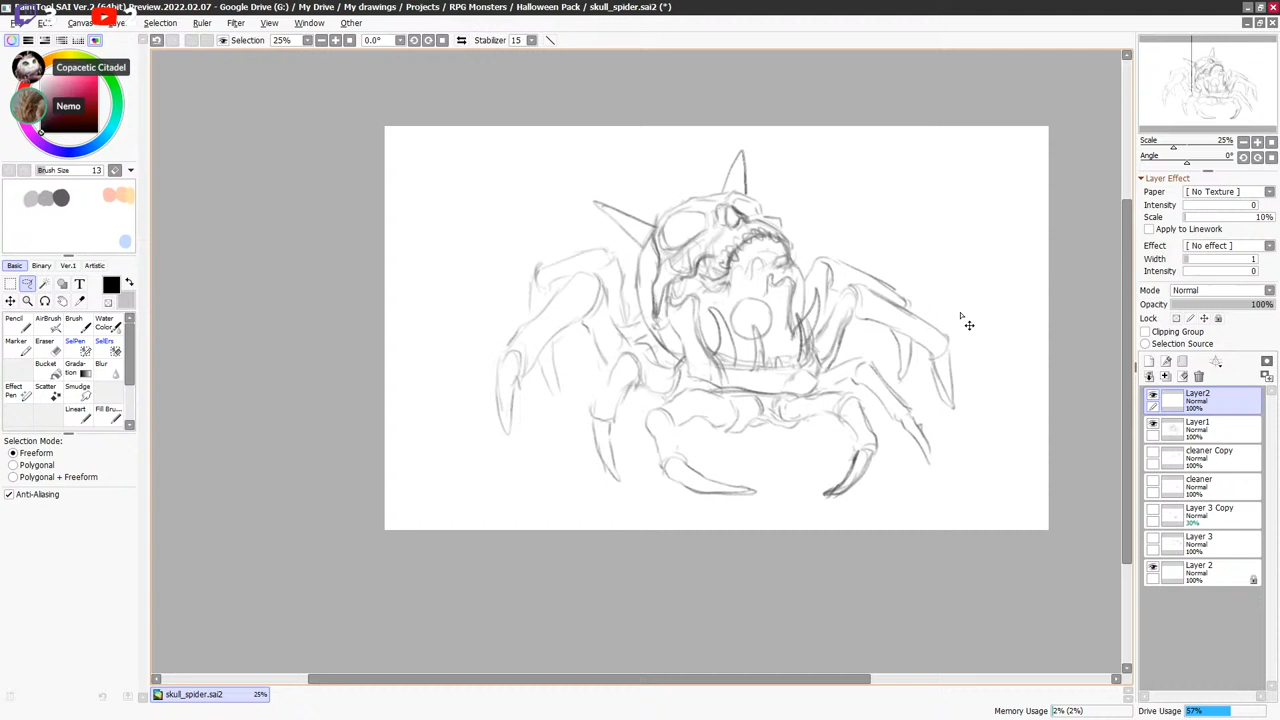 PaintTool SAI Ver.2 (64bit) Preview.2022.02.07 - Google Drive (G:) / My Drive / My drawings / Projects / RPG Monsters / Halloween Pack / skull_spider.sai2 (*)
Canvas Selection Ruler Filter View Window Other
Selection 25% 0.0° Stabilizer 15
Copacetic Citadel
Nemo
Brush Size 13
Basic Binary Ver.1 Artistic
T
Pencil AirBrush Brush Water Color
Marker Eraser SelPen SelErs
Bucket Grada-tion Blur
Effect Pen Scatter Smudge
Lineart Fill Bru...
Selection Mode:
Freeform
Polygonal
Polygonal + Freeform
Anti-Aliasing
Scale 25%
Angle 0°
Layer Effect
Paper [ No Texture ]
Intensity 0
Scale 10%
Apply to Linework
Effect [ No effect ]
Width 1
Intensity 0
Mode Normal
Opacity 100%
Lock
Clipping Group
Selection Source
Layer2
Normal
100%
Layer1
Normal
100%
cleaner Copy
Normal
100%
cleaner
Normal
100%
Layer 3 Copy
Normal
30%
Layer 3
Normal
100%
Layer 2
Normal
100%
skull_spider.sai2 25%
Memory Usage 2% (2%) Drive Usage 57%